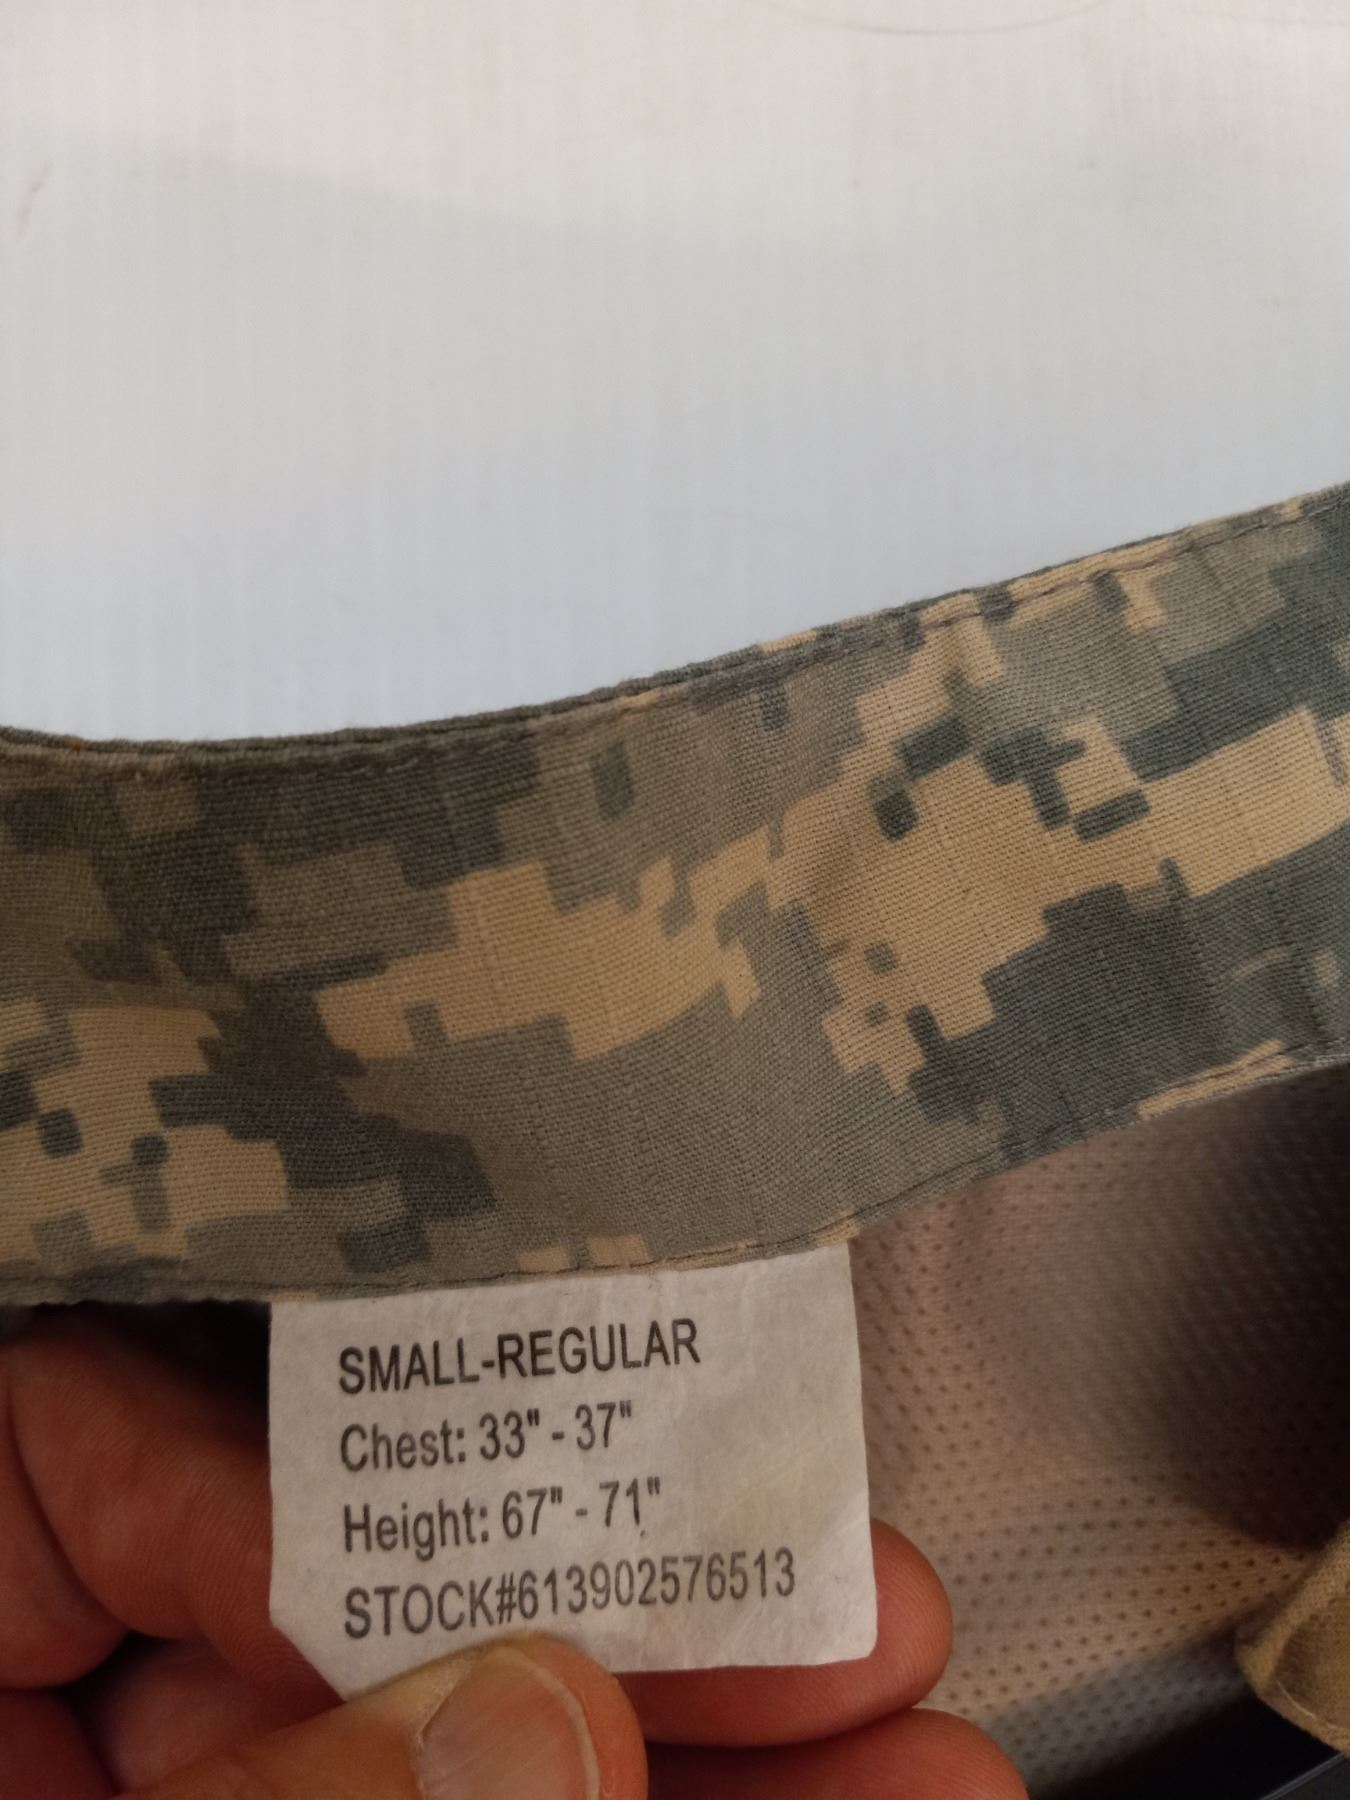 SMALL-REGULAR
Chest: 33" - 37"
Height: 67" - 71"
STOCK#613902576513